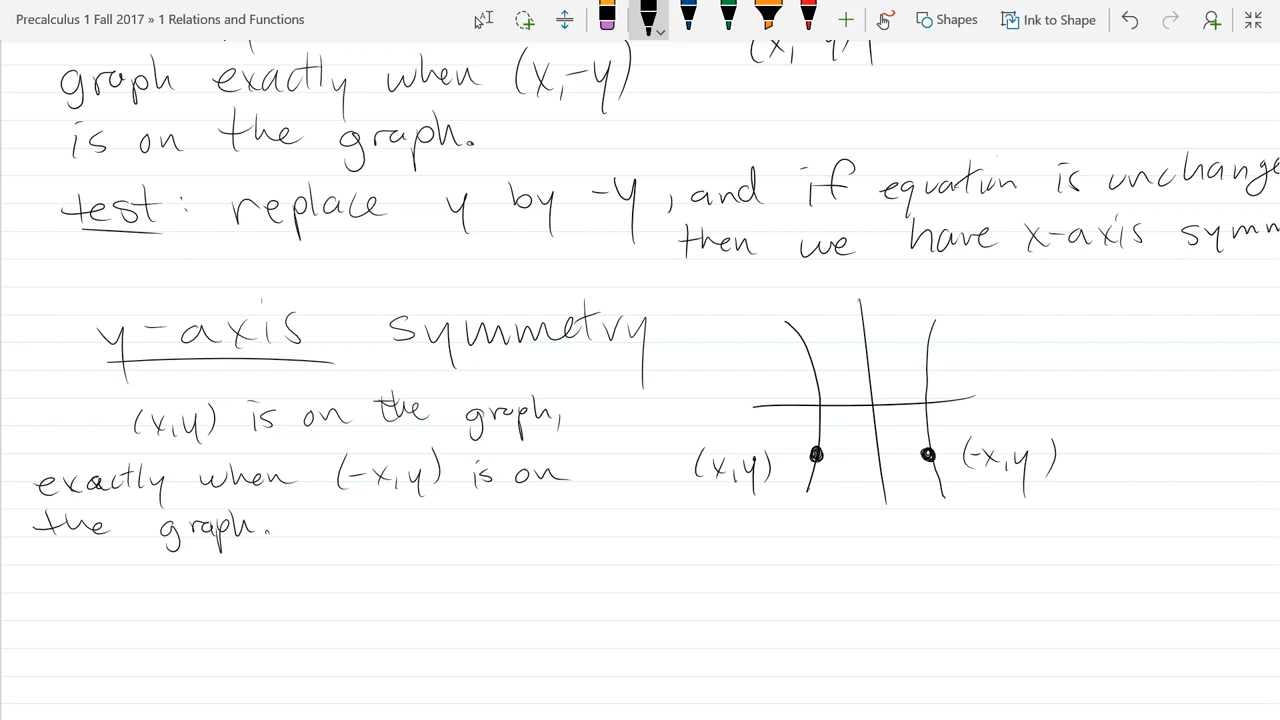 Precalculus 1 Fall 2017 » 1 Relations and Functions
Shapes
Ink to Shape
graph exactly when (x,-y)
is on the graph.
test: replace y by -y, and if equation is unchange
then we have x-axis symm
y-axis symmetry
(x,y) is on the graph,
exactly when (-x,y) is on
the graph.
(x,y)
(-x,y)